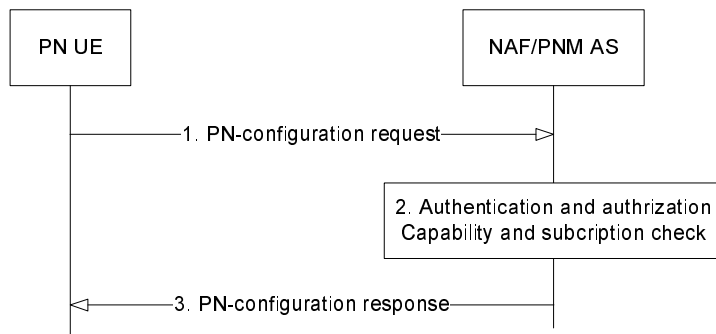 PN UE
NAF/PNM AS
1. PN-configuration request
2. Authentication and authrization
Capability and subcription check
3. PN-configuration response